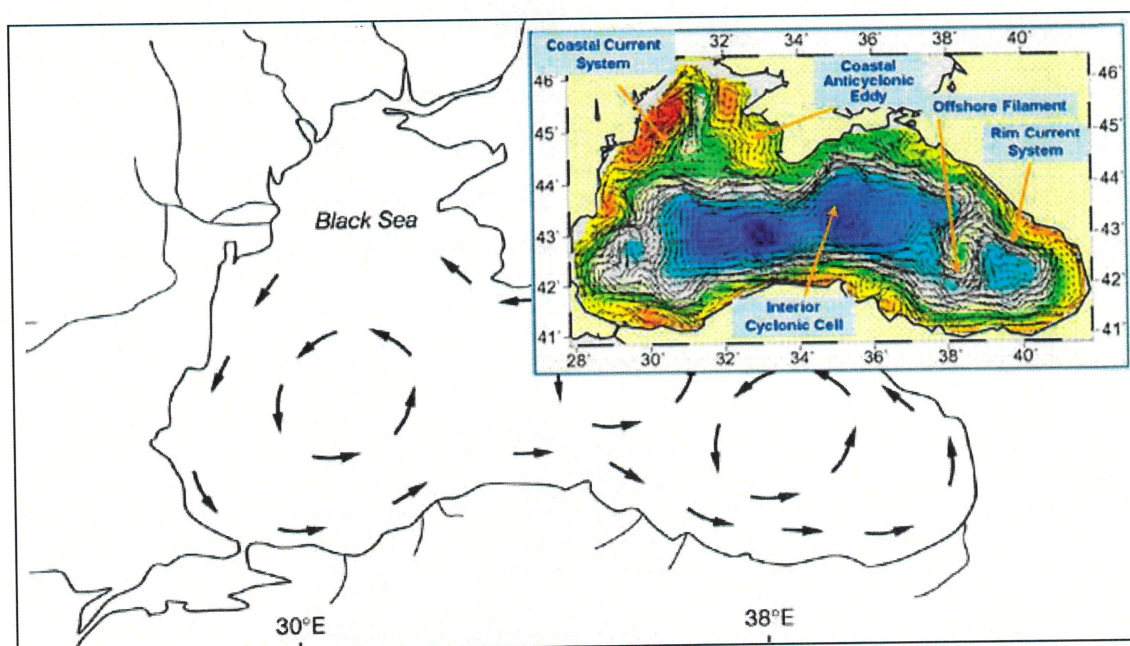 32˚
34˚
36˚
38˚
40˚
Coastal Current
System
Coastal
Anticyclonic
Eddy
46˚
46˚
Offshore Filament
45˚
45˚
Rim Current
System
44˚
44˚
43˚
43˚
42˚
42˚
41˚
41˚
Interior
Cyclonic Cell
28˚
30˚
32˚
34˚
36˚
38˚
40˚
Black Sea
30°E
38°E